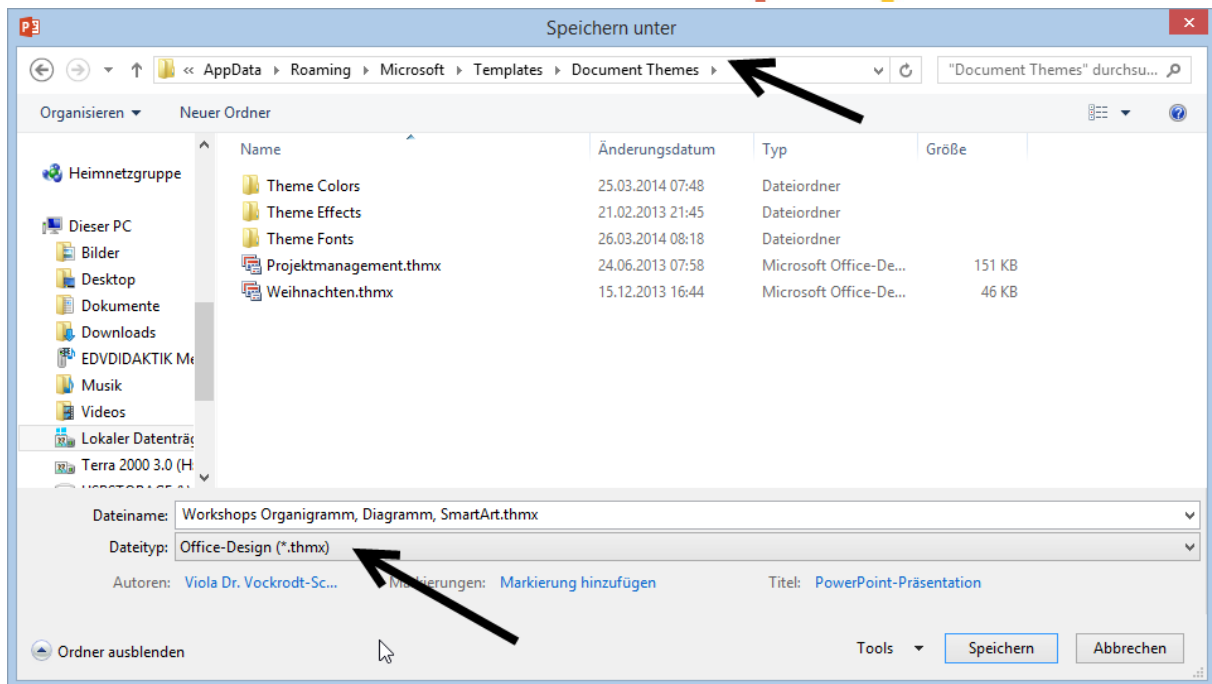 Speichern unter
« AppData Roaming Microsoft Templates Document Themes
"Document Themes" durchsu...
Organisieren Neuer Ordner
Name Änderungsdatum Typ Größe
Heimnetzgruppe
Dieser PC
Bilder
Desktop
Dokumente
Downloads
EDVDIDAKTIK
Musik
Videos
Lokaler
Terra 2000 3.0
Theme Colors 25.03.2014 07:48 Dateiordner
Theme Effects 21.02.2013 21:45 Dateiordner
Theme Fonts 26.03.2014 08:18 Dateiordner
Projektmanagement.thmx 24.06.2013 07:58 Microsoft Office-De... 151 KB
Weihnachten.thmx 15.12.2013 16:44 Microsoft Office-De... 46 KB
Dateiname: Workshops Organigramm, Diagramm, SmartArt.thmx
Dateityp: Office-Design (*.thmx)
Autoren: Viola Dr. Vockrodt-Sc... Markierungen: Markierung hinzufügen Titel: PowerPoint-Präsentation
Ordner ausblenden Tools Speichern Abbrechen